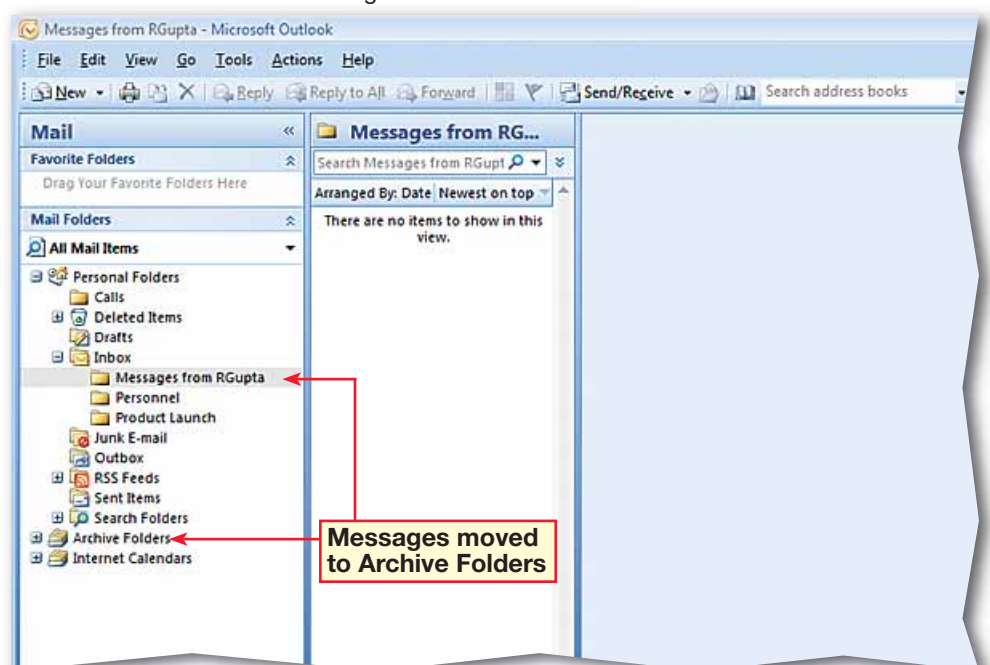 Messages from RGupta - Microsoft Outlook
File Edit View Go Tools Actions Help
New Reply Reply to All Forward Send/Receive Search address books
Mail «
Favorite Folders
Drag Your Favorite Folders Here
Mail Folders
All Mail Items
Personal Folders
Calls
Deleted Items
Drafts
Inbox
Messages from RGupta
Personnel
Product Launch
Junk E-mail
Outbox
RSS Feeds
Sent Items
Search Folders
Archive Folders
Internet Calendars
Messages from RG...
Search Messages from RGupt
Arranged By: Date Newest on top
There are no items to show in this
view.
Messages moved
to Archive Folders